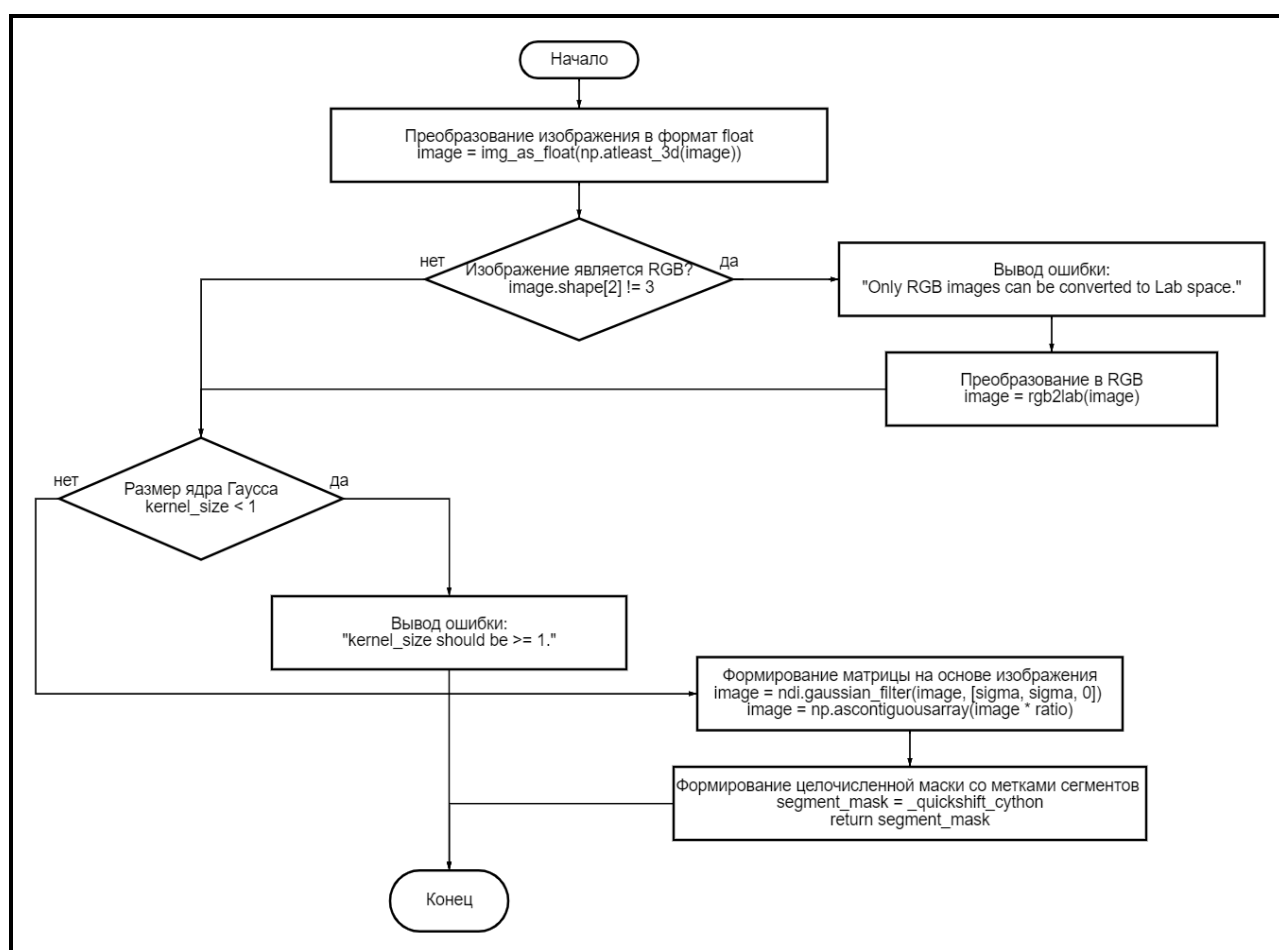 Начало
Преобразование изображения в формат float
image = img_as_float(np.atleast_3d(image))
нет
Изображение является RGB?
image.shape[2] != 3
да
Вывод ошибки:
"Only RGB images can be converted to Lab space."
Преобразование в RGB
image = rgb2lab(image)
нет
Размер ядра Гаусса
kernel_size < 1
да
Вывод ошибки:
"kernel_size should be >= 1."
Формирование матрицы на основе изображения
image = ndi.gaussian_filter(image, [sigma, sigma, 0])
image = np.ascontiguousarray(image * ratio)
Формирование целочисленной маски со метками сегментов
segment_mask = _quickshift_cython
return segment_mask
Конец